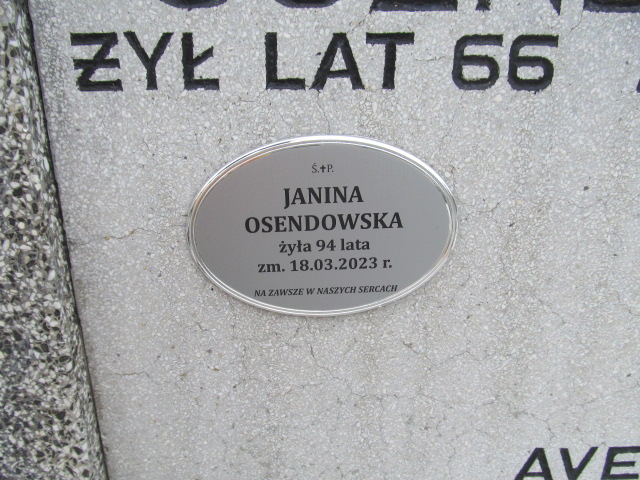 ŻYŁ LAT 66
Ś.✝P.
JANINA
OSENDOWSKA
żyła 94 lata
zm. 18.03.2023 r.
NA ZAWSZE W NASZYCH SERCACH
AVE